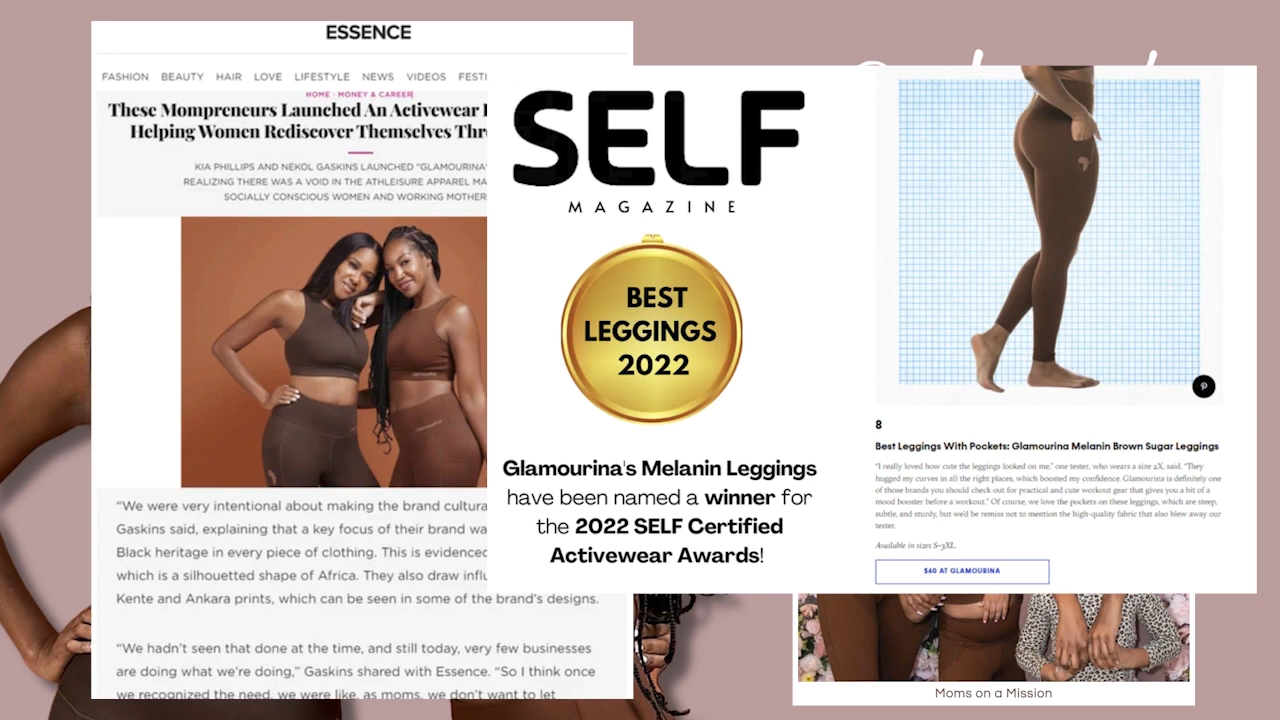 ESSENCE
FASHION BEAUTY HAIR LOVE LIFESTYLE NEWS VIDEOS FESTI
HOME · MONEY & CAREER
These Mompreneurs Launched An Activewear
Helping Women Rediscover Themselves Thr
KIA PHILLIPS AND NEKOL GASKINS LAUNCHED "GLAMOURINA"
REALIZING THERE WAS A VOID IN THE ATHLEISURE APPAREL MA
SOCIALLY CONSCIOUS WOMEN AND WORKING MOTHER
“We were very intentional about making the brand cultura
Gaskins said, explaining that a key focus of their brand wa
Black heritage in every piece of clothing. This is evidenced
which is a silhouetted shape of Africa. They also draw influ
Kente and Ankara prints, which can be seen in some of the brand’s designs.
“We hadn’t seen that done at the time, and still today, very few businesses
are doing what we’re doing,” Gaskins shared with Essence. “So I think once
we recognized the need, we were like, as moms, we don’t want to let
SELF
MAGAZINE
BEST
LEGGINGS
2022
Glamourina's Melanin Leggings
have been named a winner for
the 2022 SELF Certified
Activewear Awards!
8
Best Leggings With Pockets: Glamourina Melanin Brown Sugar Leggings
“I really loved how cute the leggings looked on me,” one tester, who wears a size 2X, said. “They
hugged my curves in all the right places, which boosted my confidence. Glamourina is definitely one
of those brands you should check out for practical and cute workout gear that gives you a bit of a
mood booster before a workout.” Of course, we love the pockets on these leggings, which are steep,
subtle, and sturdy, but we’d be remiss not to mention the high-quality fabric that also blew away our
tester.
Available in sizes S–3XL.
$60 AT GLAMOURINA
Moms on a Mission